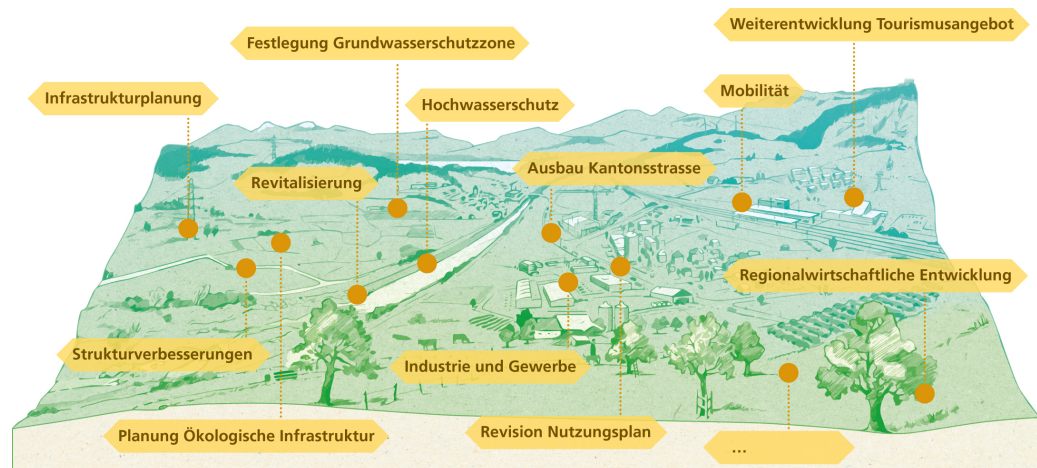 Weiterentwicklung Tourismusangebot
Festlegung Grundwasserschutzzone
Infrastrukturplanung
Hochwasserschutz
Mobilität
Ausbau Kantonsstrasse
Revitalisierung
Regionalwirtschaftliche Entwicklung
Strukturverbesserungen
Industrie und Gewerbe
Planung Ökologische Infrastruktur
Revision Nutzungsplan
...